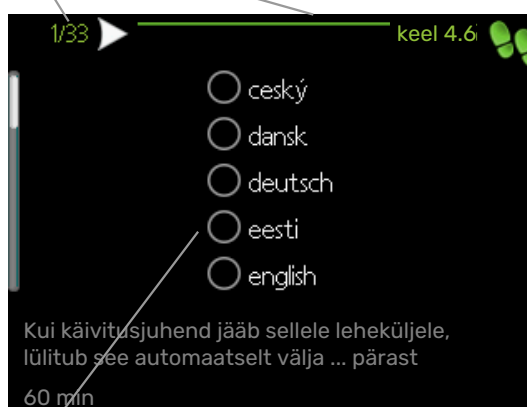 1/33
keel 4.6
ceský
dansk
deutsch
eesti
english
Kui käivitusjuhend jääb sellele leheküljele,
lülitub see automaatselt välja ... pärast
60 min